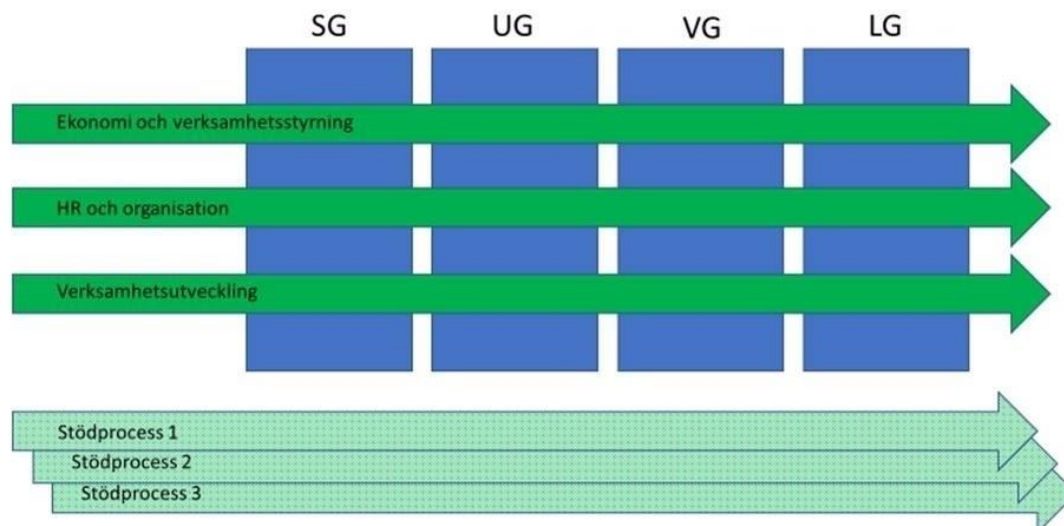 SG UG VG LG
Ekonomi och verksamhetsstyrning
HR och organisation
Verksamhetsutveckling
Stödprocess 1
Stödprocess 2
Stödprocess 3